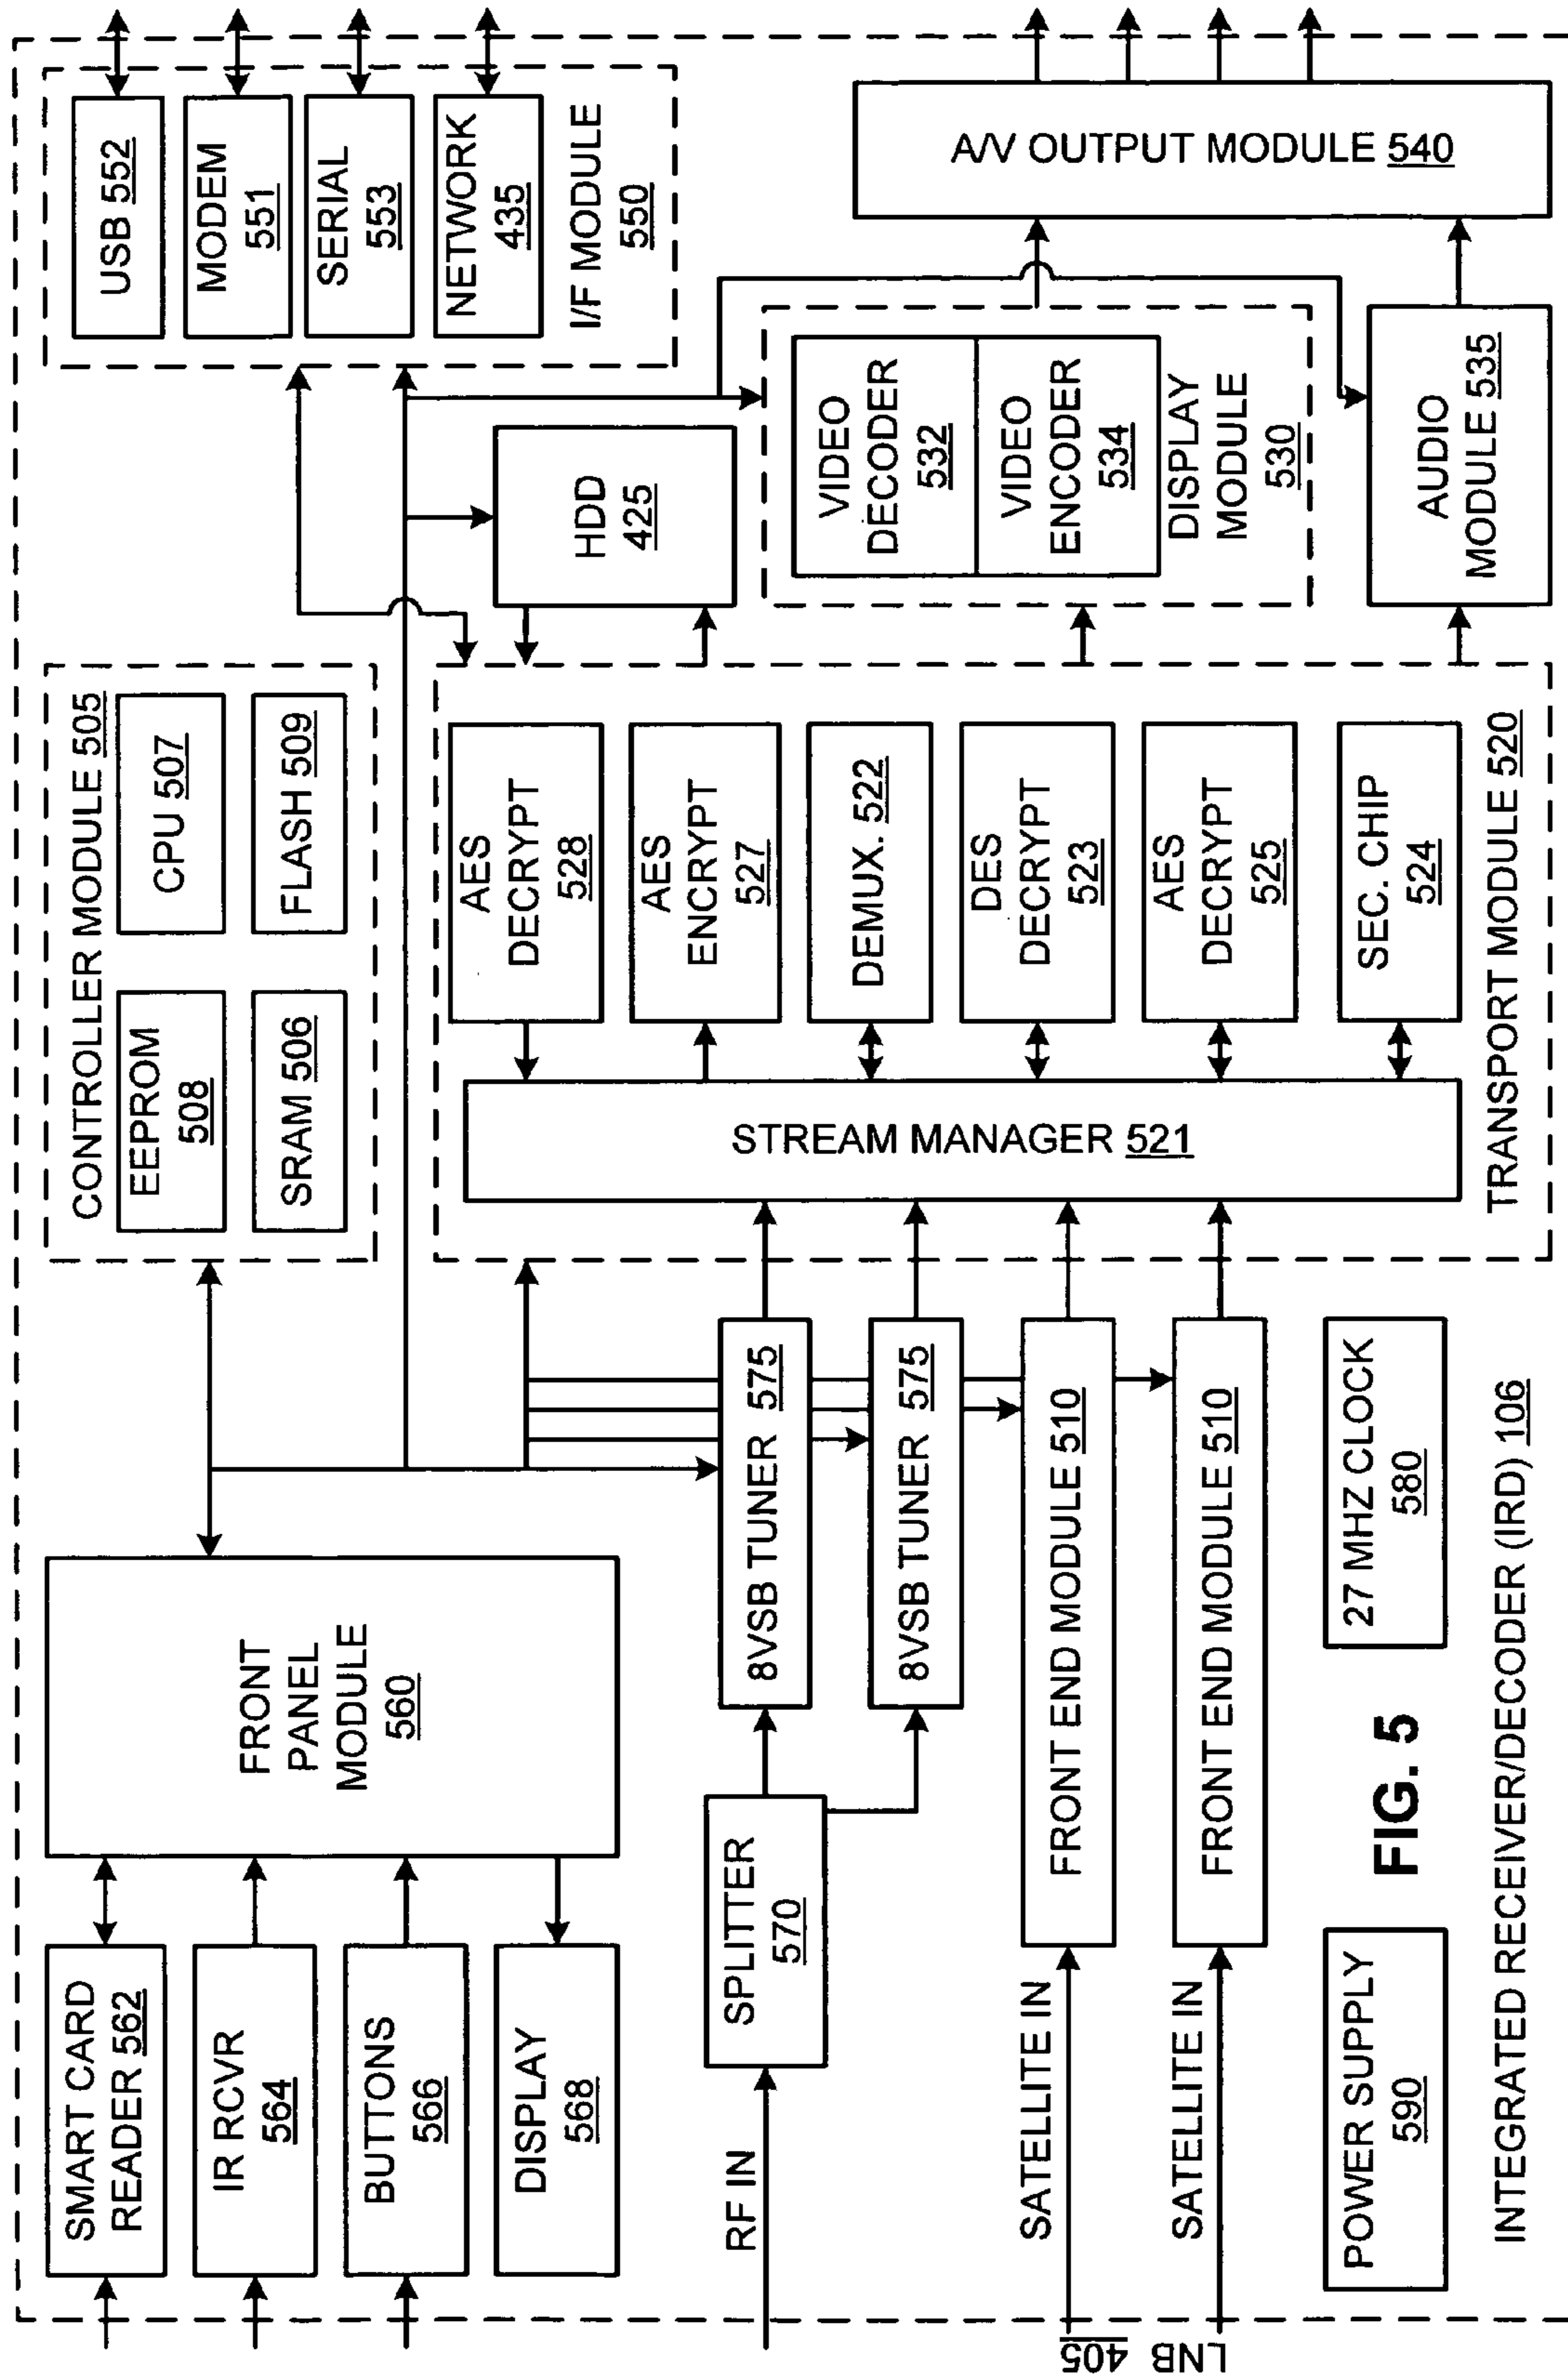 SMART CARD
READER 562
IR RCVR
564
BUTTONS
566
DISPLAY
568
FRONT
PANEL
MODULE
560
CONTROLLER MODULE 505
EEPROM
508
CPU 507
SRAM 506
FLASH 509
USB 552
MODEM
551
SERIAL
553
NETWORK
435
I/F MODULE
550
HDD
425
RF IN
SPLITTER
570
8VSB TUNER 575
8VSB TUNER 575
SATELLITE IN
FRONT END MODULE 510
SATELLITE IN
FRONT END MODULE 510
LNB 405
STREAM MANAGER 521
AES
DECRYPT
528
AES
ENCRYPT
527
DEMUX. 522
DES
DECRYPT
523
AES
DECRYPT
525
SEC. CHIP
524
TRANSPORT MODULE 520
VIDEO
DECODER
532
VIDEO
ENCODER
534
DISPLAY
MODULE
530
AUDIO
MODULE 535
A/V OUTPUT MODULE 540
POWER SUPPLY
590
FIG. 5
27 MHZ CLOCK
580
INTEGRATED RECEIVER/DECODER (IRD) 106